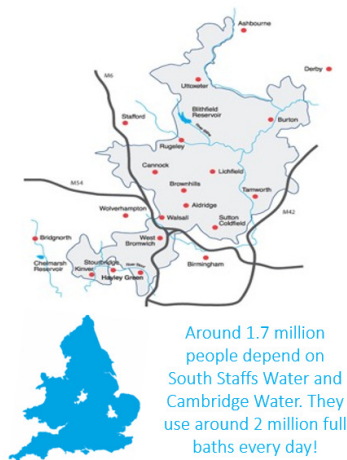 Ashbourne
Derby
M6
Uttoxeter
Blithfield
Reservoir
Stafford
Burton
Rugeley
Cannock
Lichfield
M54
Brownhills
Tamworth
Wolverhampton
Aldridge
M42
Walsall
Sutton
Coldfield
Bridgnorth
West
Bromwich
Chelmarsh
Reservoir
Stourbridge
Birmingham
Kinver
Hayley Green
Around 1.7 million
people depend on
South Staffs Water and
Cambridge Water. They
use around 2 million full
baths every day!